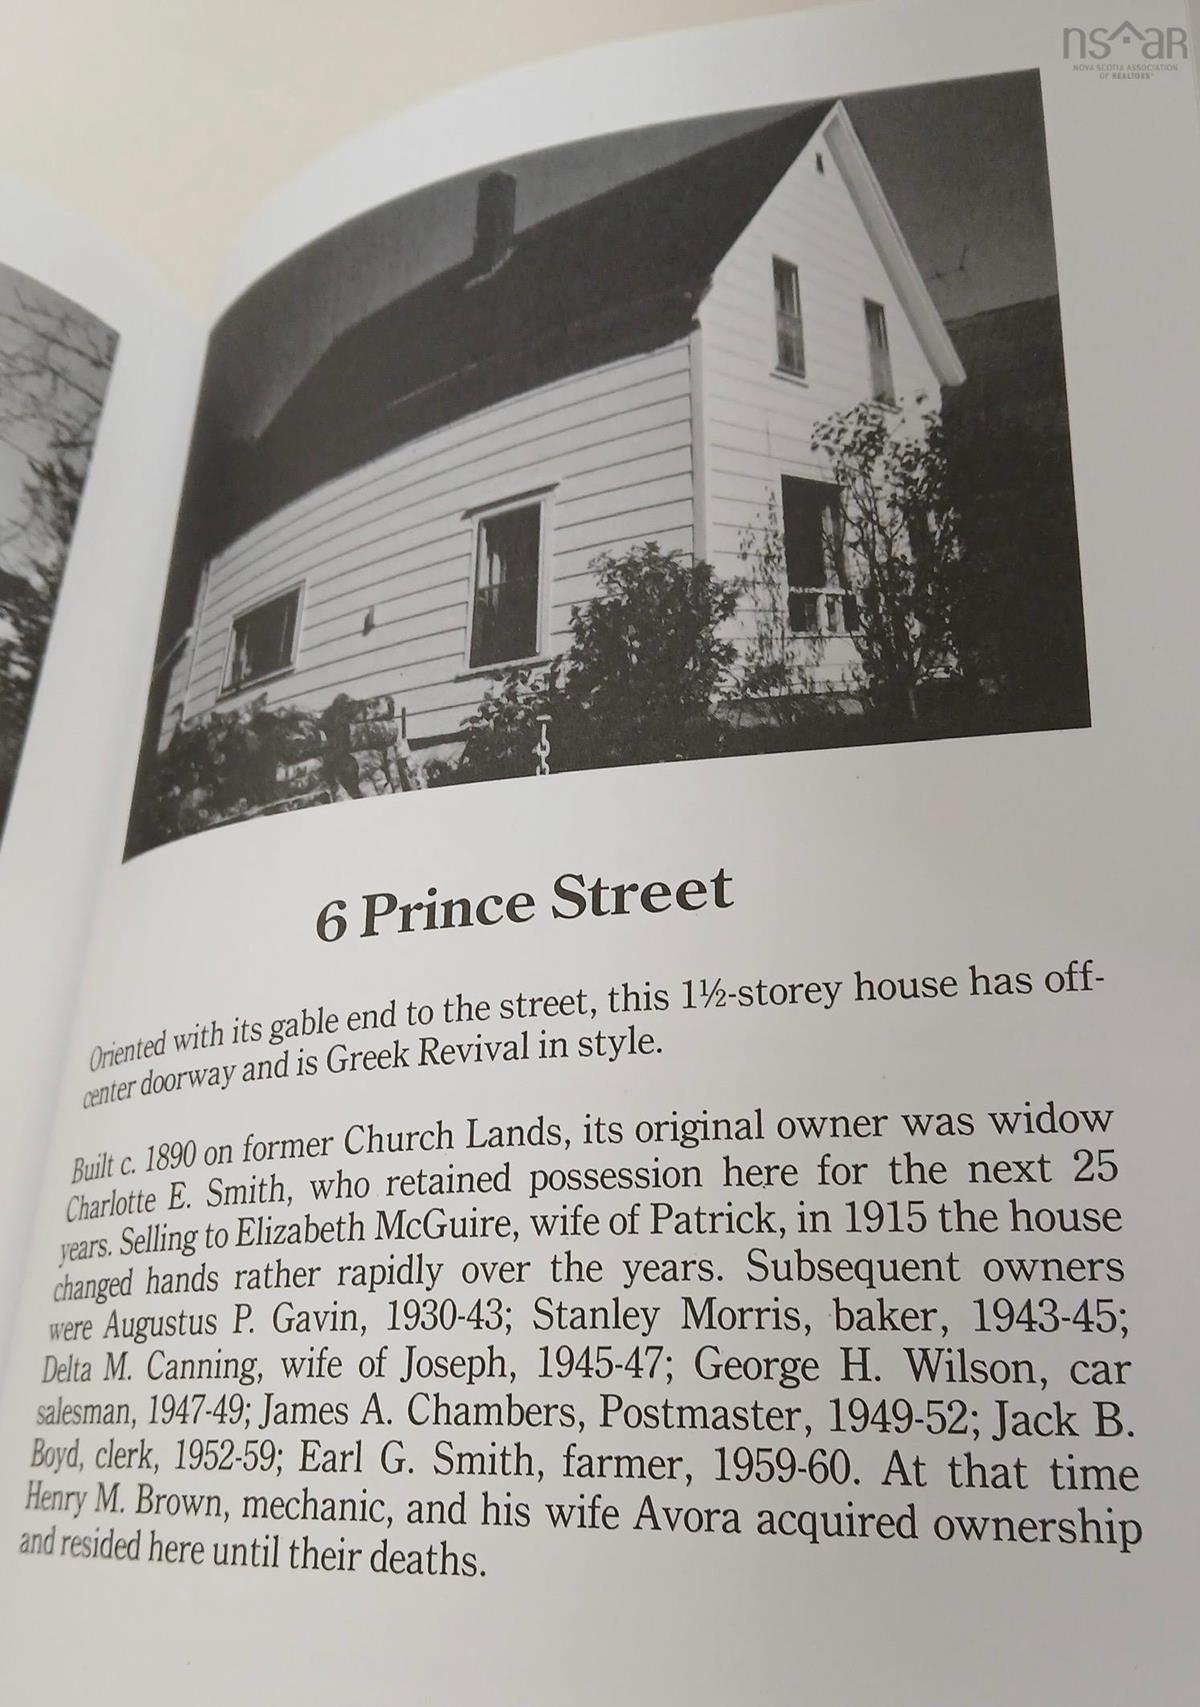 nsAR
NOVA SCOTIA ASSOCIATION
OF REALTORS®
6 Prince Street
Oriented with its gable end to the street, this 1½-storey house has off-
center doorway and is Greek Revival in style.
Built c. 1890 on former Church Lands, its original owner was widow
Charlotte E. Smith, who retained possession here for the next 25
years. Selling to Elizabeth McGuire, wife of Patrick, in 1915 the house
changed hands rather rapidly over the years. Subsequent owners
were Augustus P. Gavin, 1930-43; Stanley Morris, baker, 1943-45;
Delta M. Canning, wife of Joseph, 1945-47; George H. Wilson, car
salesman, 1947-49; James A. Chambers, Postmaster, 1949-52; Jack B.
Boyd, clerk, 1952-59; Earl G. Smith, farmer, 1959-60. At that time
Henry M. Brown, mechanic, and his wife Avora acquired ownership
and resided here until their deaths.